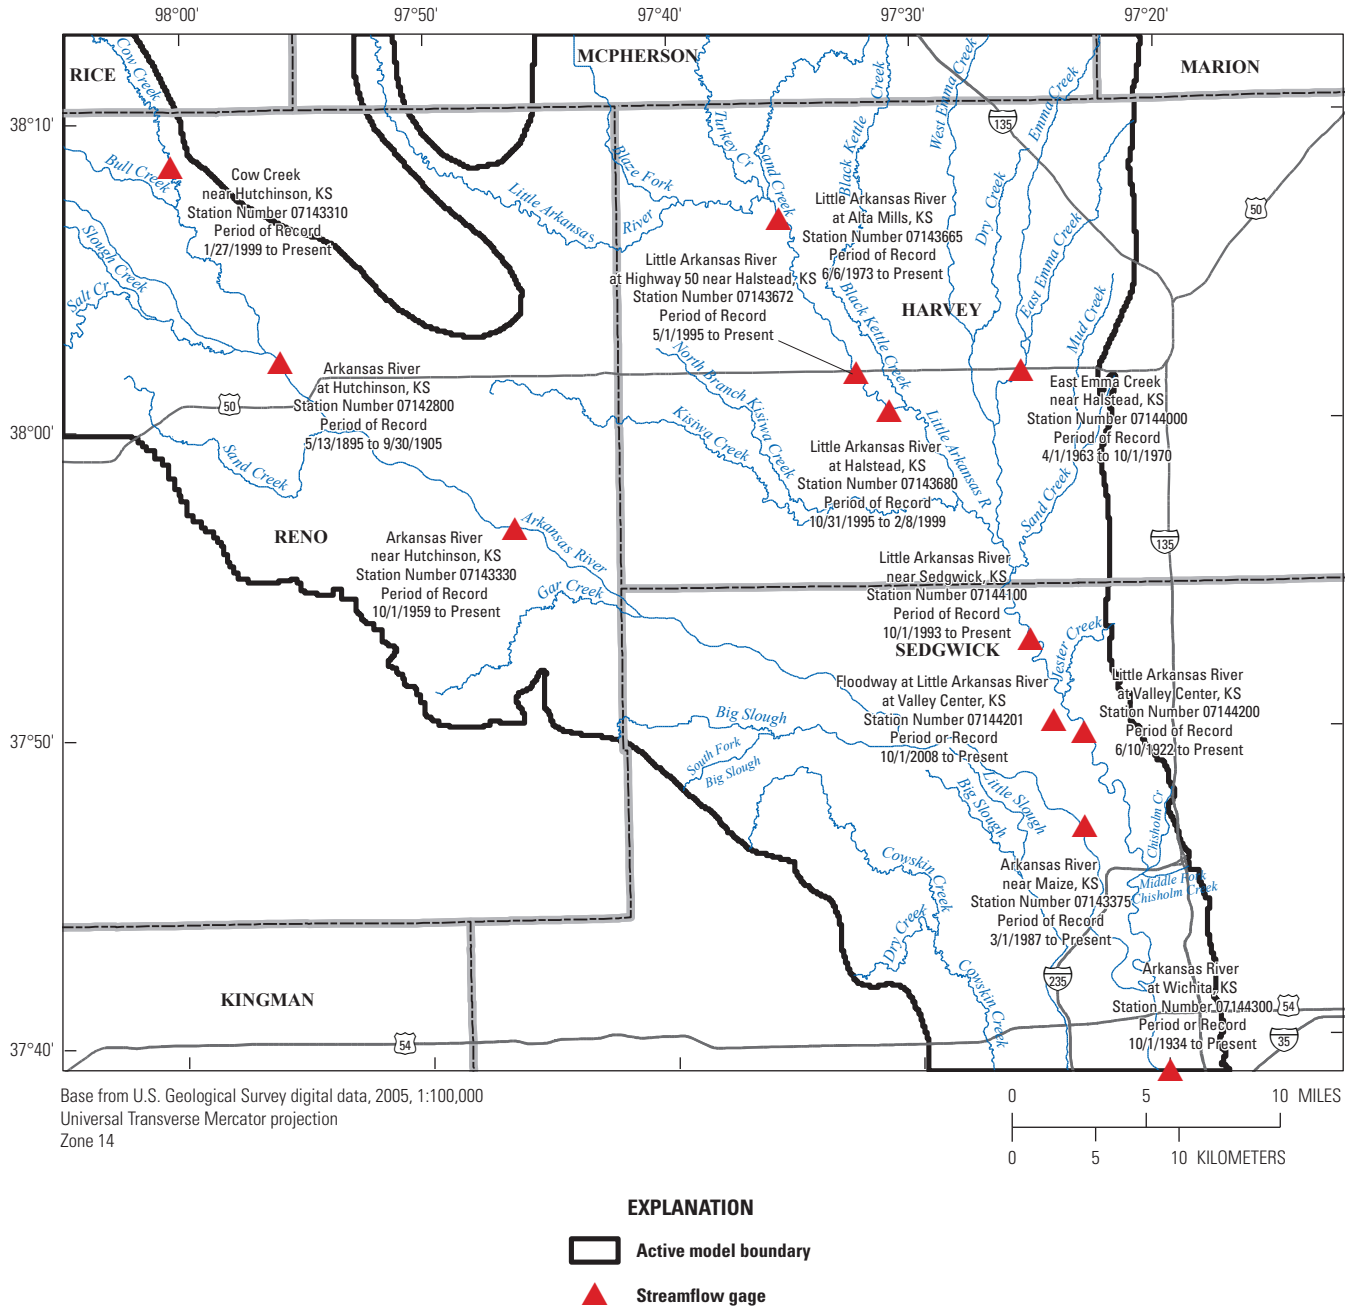 98°00'
97°50'
97°40'
97°30'
97°20'
RICE
MCPHERSON
MARION
Cow Creek
38°10'
135
Bull Creek
Cow Creek
near Hutchinson, KS
Station Number 07143310
Period of Record
1/27/1999 to Present
Little Arkansas
River
Blaze Fork
Turkey Cr
Sand Creek
Black Kettle
Black Kettle
Creek
West Emma Creek
Emma Creek
Dry Creek
East Emma Creek
Mud Creek
50
Little Arkansas River
at Alta Mills, KS
Station Number 07143665
Period of Record
6/6/1973 to Present
Little Arkansas River
at Highway 50 near Halstead, KS
Station Number 07143672
Period of Record
5/1/1995 to Present
HARVEY
Slough Creek
Salt Cr
Black Kettle Creek
North Branch Kisiwa Creek
Kisiwa Creek
Little Arkansas R
Arkansas River
at Hutchinson, KS
Station Number 07142800
Period of Record
5/13/1895 to 9/30/1905
East Emma Creek
near Halstead, KS
Station Number 07144000
Period of Record
4/1/1963 to 10/1/1970
50
38°00'
Sand Creek
Little Arkansas River
at Halstead, KS
Station Number 07143680
Period of Record
10/31/1995 to 2/8/1999
Sand Creek
RENO
Arkansas River
near Hutchinson, KS
Station Number 07143330
Period of Record
10/1/1959 to Present
Arkansas River
Gar Creek
135
Little Arkansas River
near Sedgwick, KS
Station Number 07144100
Period of Record
10/1/1993 to Present
SEDGWICK
Jester Creek
Floodway at Little Arkansas River
at Valley Center, KS
Station Number 07144201
Period or Record
10/1/2008 to Present
Little Arkansas River
at Valley Center, KS
Station Number 07144200
Period of Record
6/10/1922 to Present
37°50'
Big Slough
South Fork
Big Slough
Little Slough
Big Slough
Chisholm Cr
Cowskin Creek
Arkansas River
near Maize, KS
Station Number 07143375
Period of Record
3/1/1987 to Present
Middle Fork
Chisholm Creek
Dry Creek
Cowskin Creek
235
KINGMAN
Arkansas River
at Wichita, KS
Station Number 07144300
Period or Record
10/1/1934 to Present
54
35
37°40'
54
Base from U.S. Geological Survey digital data, 2005, 1:100,000
Universal Transverse Mercator projection
Zone 14
0 5 10 MILES
0 5 10 KILOMETERS
EXPLANATION
Active model boundary
Streamflow gage